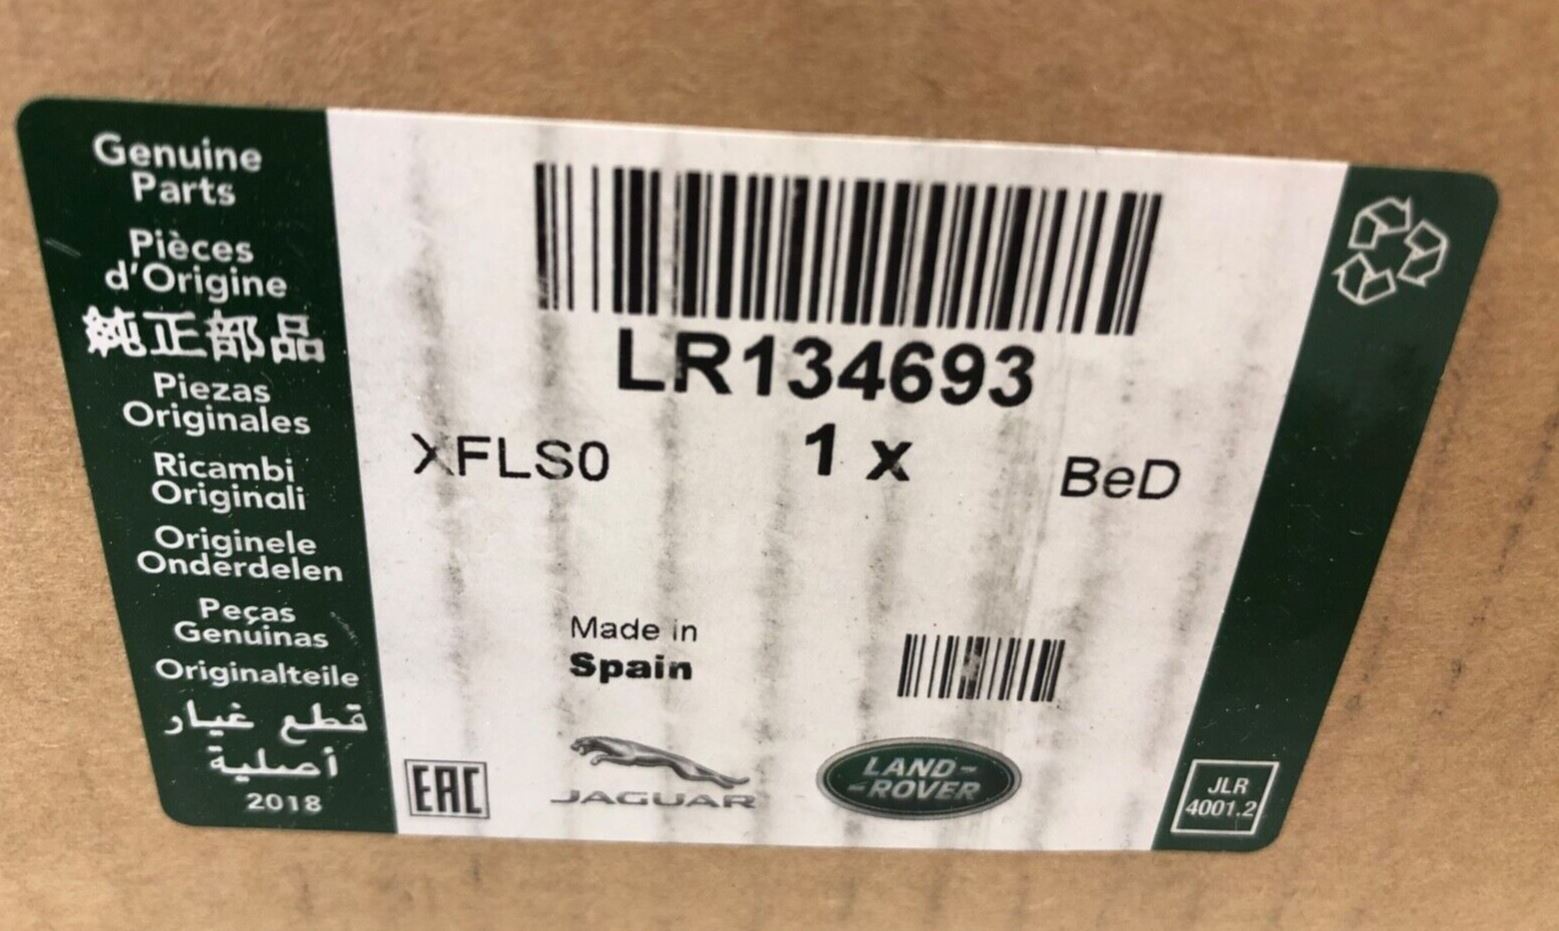 Genuine
Parts
Pièces
d'Origine
純正部品
Piezas
Originales
Ricambi
Originali
Originele
Onderdelen
Peças
Genuinas
Originalteile
قطع غيار
أصلية
2018
LR134693
XFLS0 1 x BeD
Made in
Spain
EAC
JAGUAR
LAND-
-ROVER
JLR
4001.2